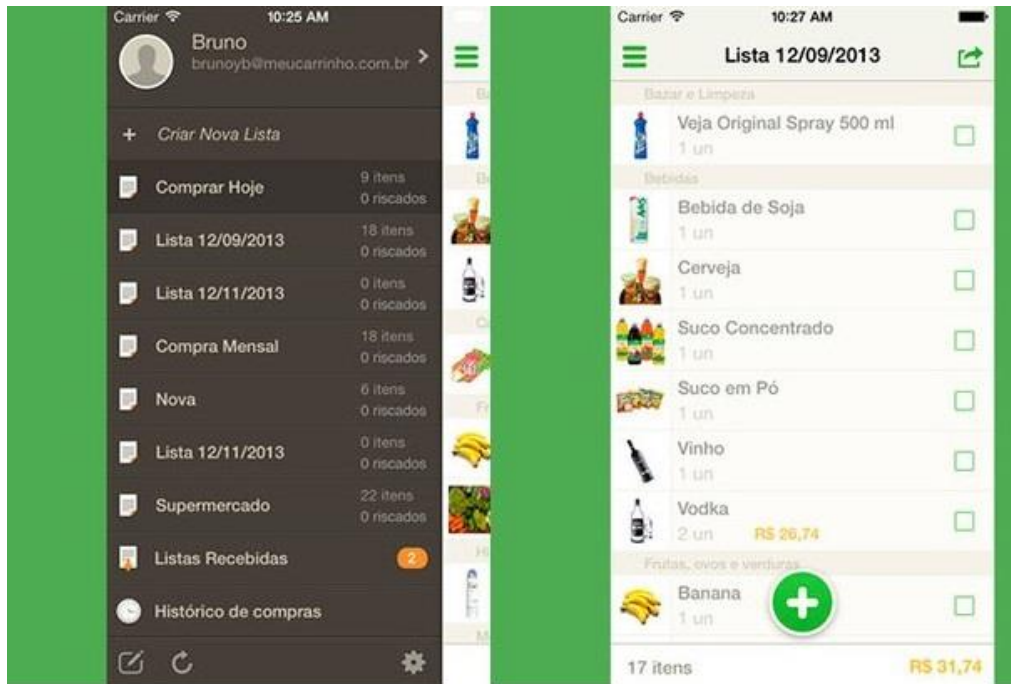 Carrier 10:25 AM
Bruno
brunoyb@meucarrinho.com.br
Criar Nova Lista
Comprar Hoje
9 itens
0 riscados
Lista 12/09/2013
18 itens
0 riscados
Lista 12/11/2013
0 itens
0 riscados
Compra Mensal
18 itens
0 riscados
Nova
6 itens
0 riscados
Lista 12/11/2013
0 itens
0 riscados
Supermercado
22 itens
0 riscados
Listas Recebidas
2
Histórico de compras
Carrier 10:27 AM
Lista 12/09/2013
Bazar e Limpeza
Veja Original Spray 500 ml
1 un
Bebidas
Bebida de Soja
1 un
Cerveja
1 un
Suco Concentrado
1 un
Suco em Pó
1 un
Vinho
1 un
Vodka
2 un R$ 26,74
Frutas, ovos e verduras
Banana
1 un
17 itens R$ 31,74